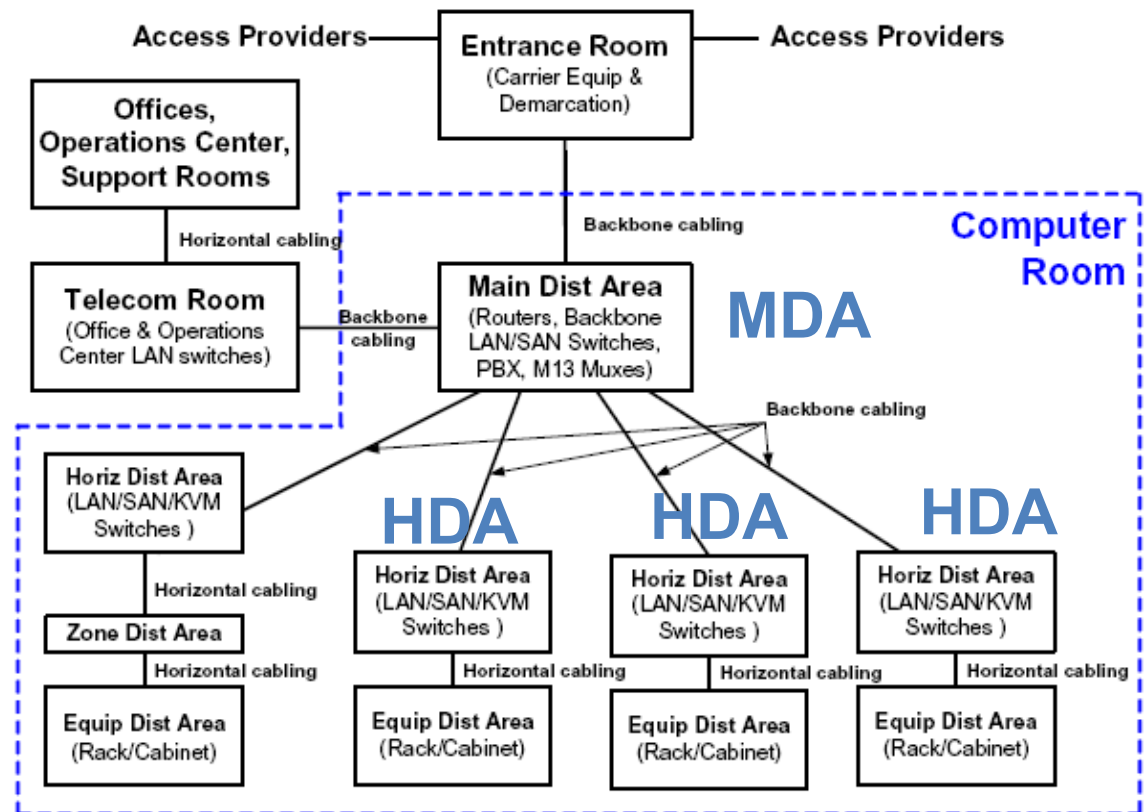 Access Providers
Entrance Room
(Carrier Equip &
Demarcation)
Access Providers
Offices,
Operations Center,
Support Rooms
Horizontal cabling
Backbone cabling
Computer
Room
Telecom Room
(Office & Operations
Center LAN switches)
Backbone
cabling
Main Dist Area
(Routers, Backbone
LAN/SAN Switches,
PBX, M13 Muxes)
MDA
Backbone cabling
Horiz Dist Area
(LAN/SAN/KVM
Switches )
HDA
HDA
HDA
Horiz Dist Area
(LAN/SAN/KVM
Switches )
Horiz Dist Area
(LAN/SAN/KVM
Switches )
Horiz Dist Area
(LAN/SAN/KVM
Switches )
Horizontal cabling
Zone Dist Area
Horizontal cabling
Horizontal cabling
Horizontal cabling
Horizontal cabling
Equip Dist Area
(Rack/Cabinet)
Equip Dist Area
(Rack/Cabinet)
Equip Dist Area
(Rack/Cabinet)
Equip Dist Area
(Rack/Cabinet)